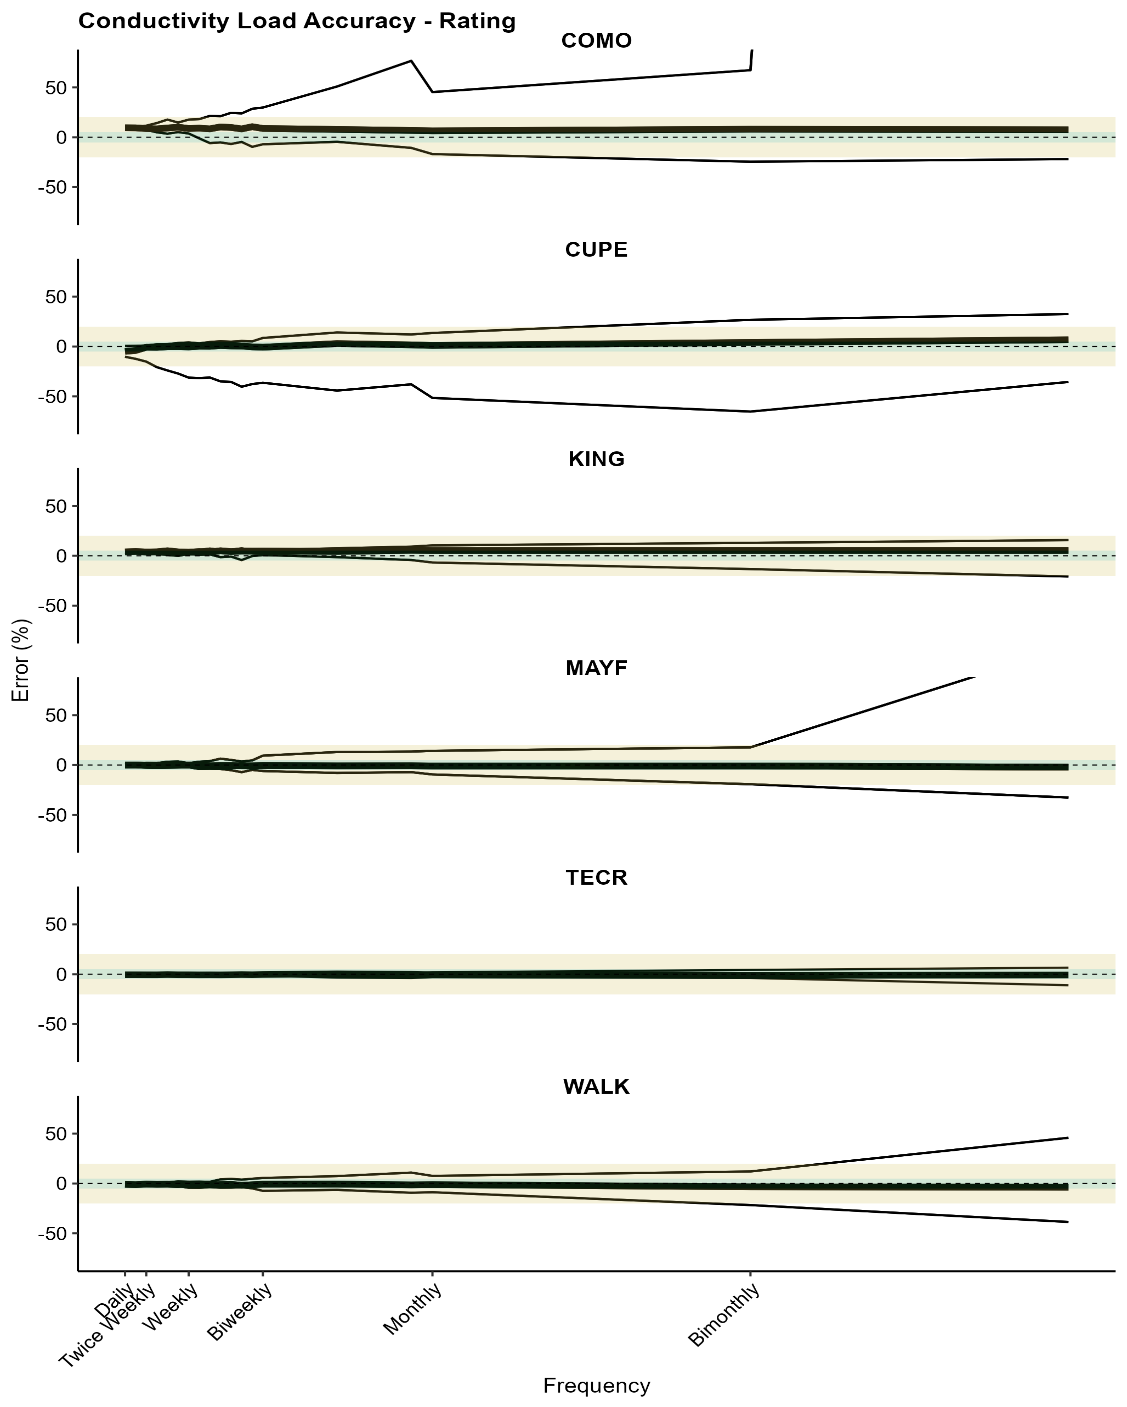 Conductivity Load Accuracy - Rating
COMO
50
0
-50
CUPE
50
0
-50
KING
50
0
-50
MAYF
50
0
-50
TECR
50
0
-50
WALK
50
0
-50
Error (%)
Daily
Twice Weekly
Weekly
Biweekly
Monthly
Bimonthly
Frequency